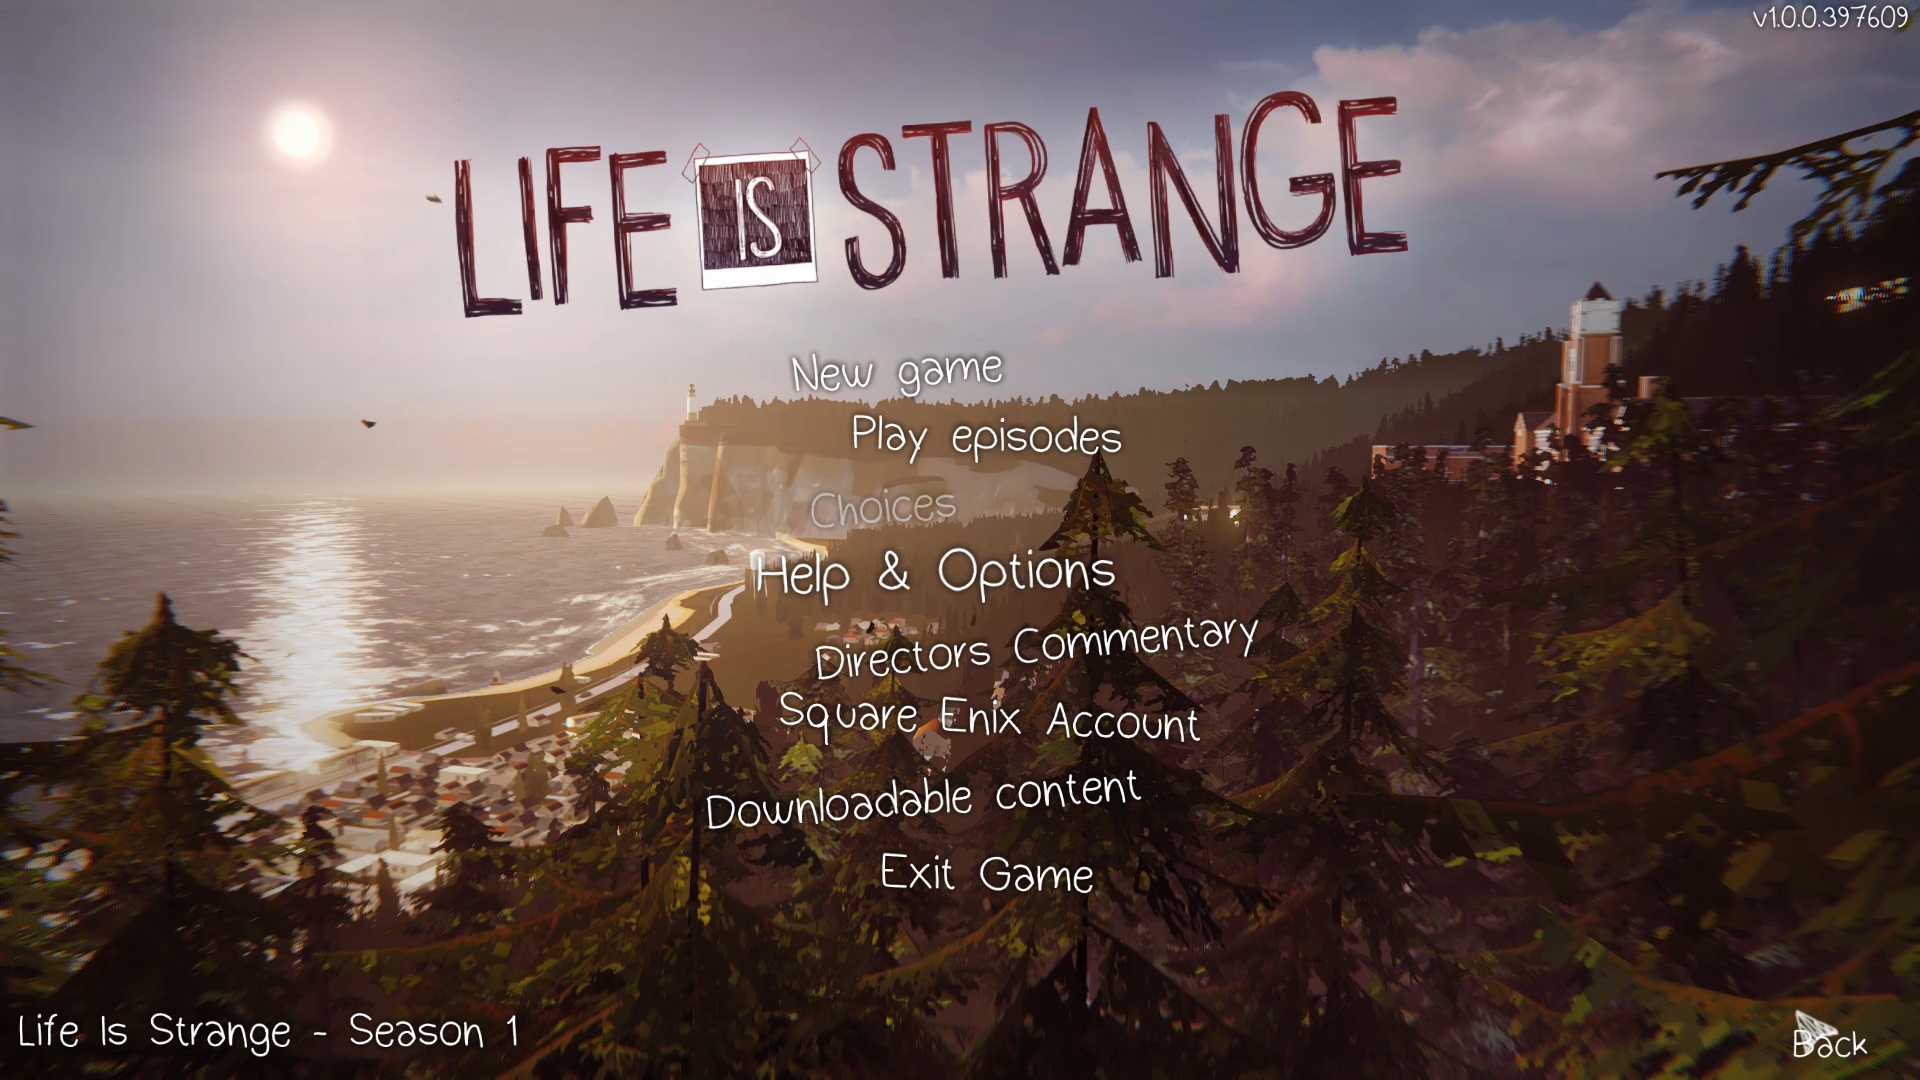 v1.0.0.397609
LIFE IS STRANGE
New game
Play episodes
Choices
Help & Options
Directors Commentary
Square Enix Account
Downloadable content
Exit Game
Life Is Strange - Season 1
Back